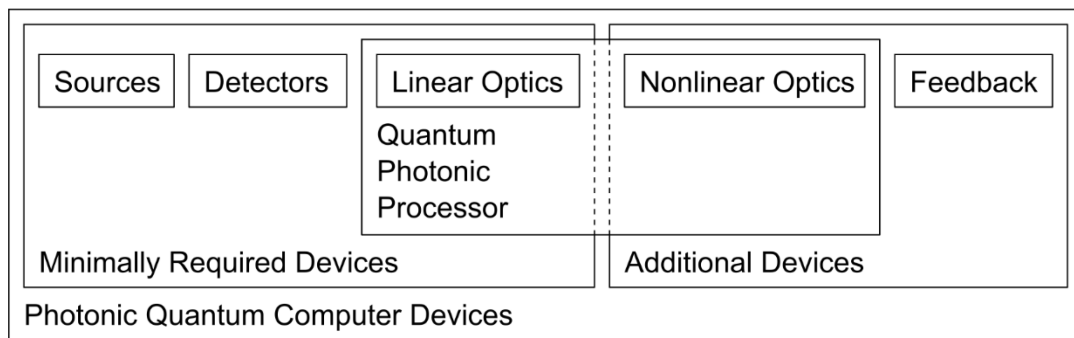 Sources
Detectors
Linear Optics
Nonlinear Optics
Feedback
Quantum
Photonic
Processor
Minimally Required Devices
Additional Devices
Photonic Quantum Computer Devices